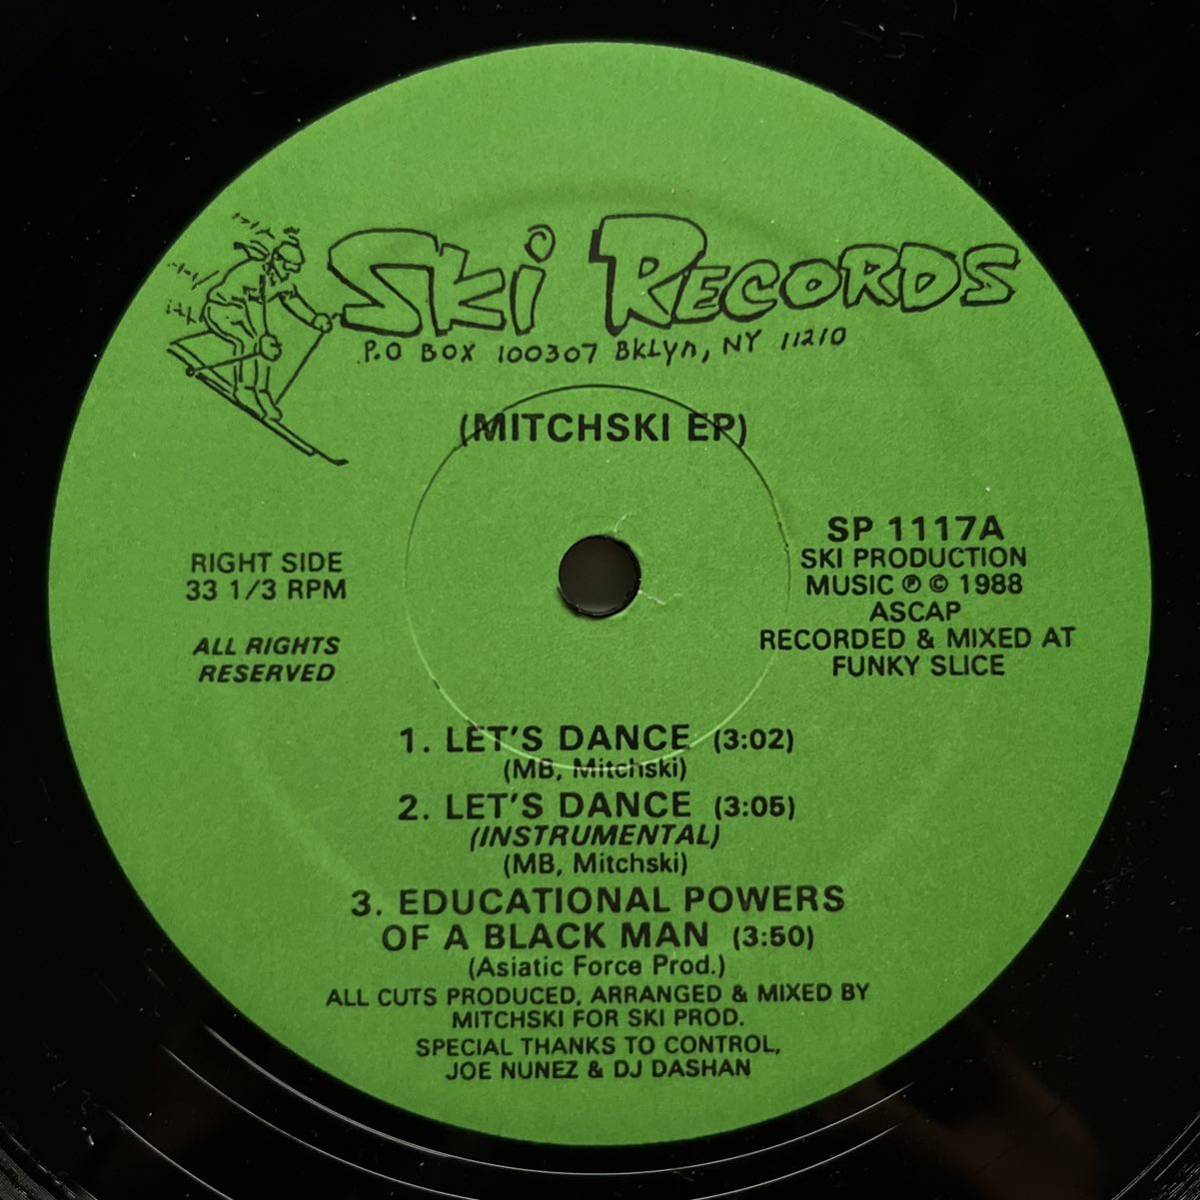 Ski Records
P.O BOX 100307 BKLyn, NY 11210
(MITCHSKI EP)
RIGHT SIDE
33 1/3 RPM
ALL RIGHTS
RESERVED
SP 1117A
SKI PRODUCTION
MUSIC ℗ © 1988
ASCAP
RECORDED & MIXED AT
FUNKY SLICE
1. LET'S DANCE (3:02)
(MB, Mitchski)
2. LET'S DANCE (3:05)
(INSTRUMENTAL)
(MB, Mitchski)
3. EDUCATIONAL POWERS
OF A BLACK MAN (3:50)
(Asiatic Force Prod.)
ALL CUTS PRODUCED, ARRANGED & MIXED BY
MITCHSKI FOR SKI PROD.
SPECIAL THANKS TO CONTROL,
JOE NUNEZ & DJ DASHAN